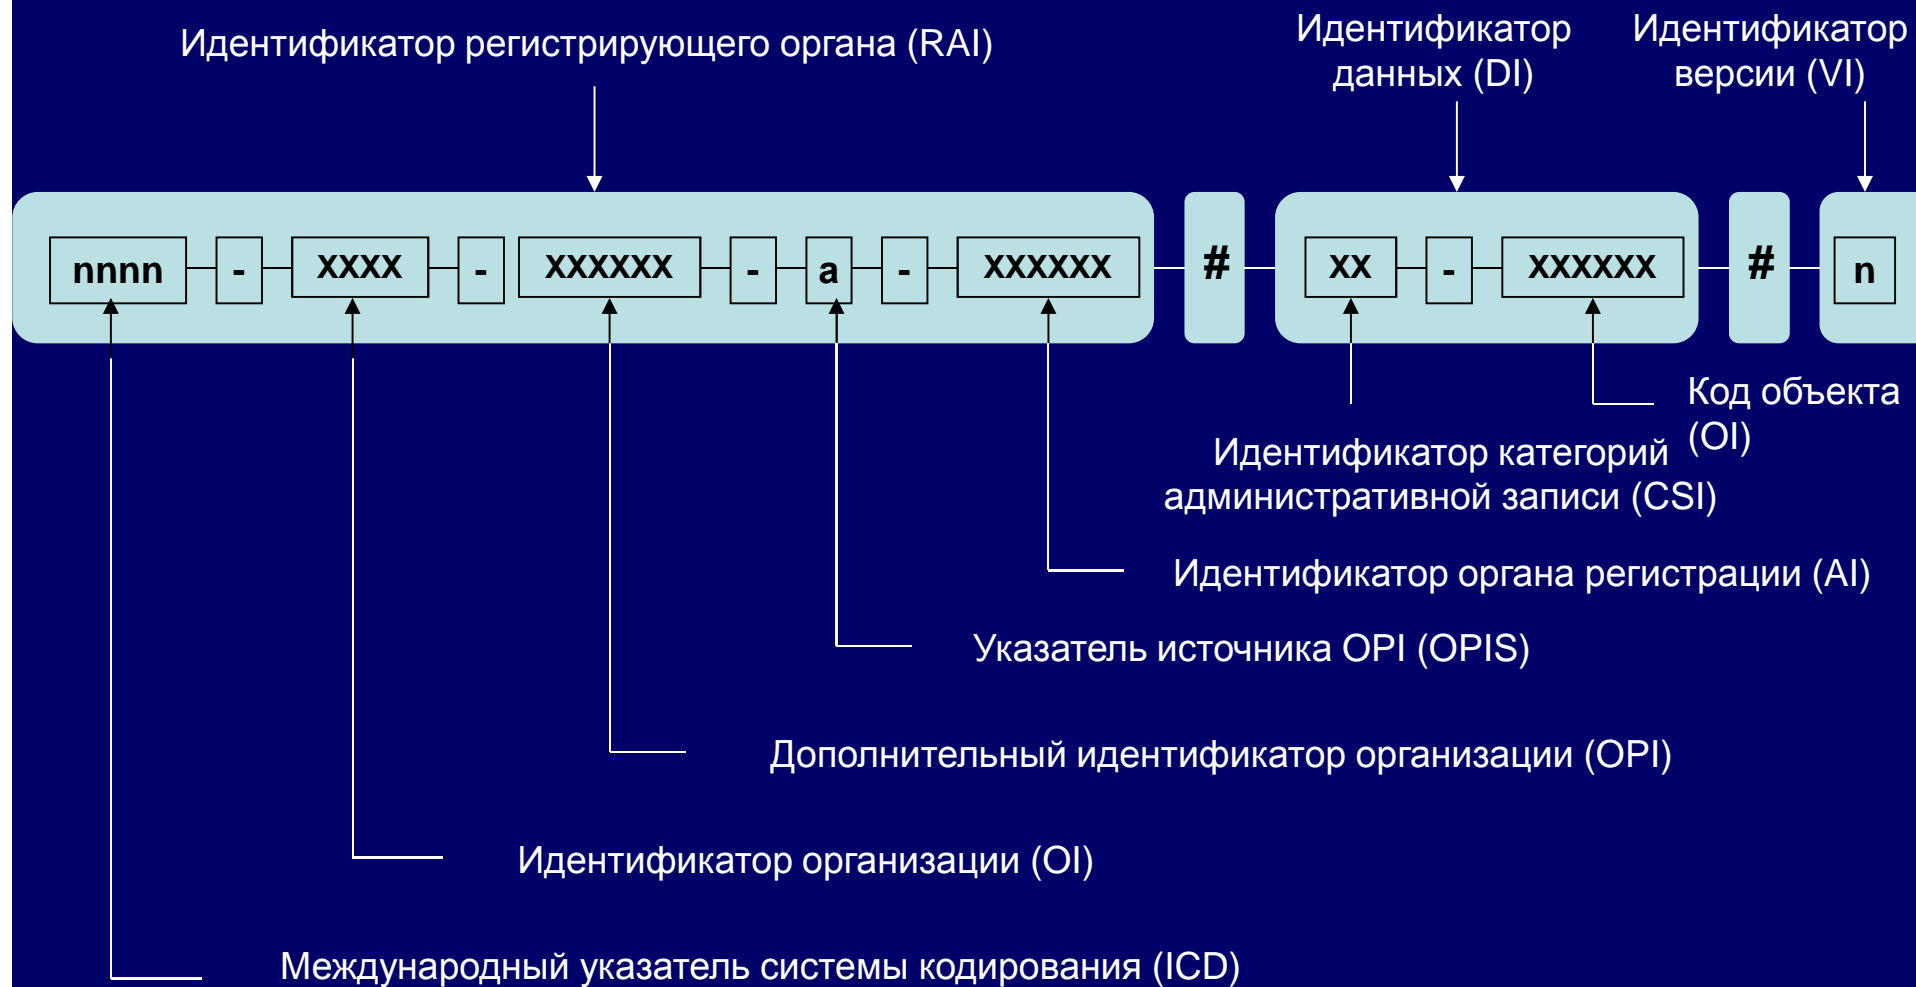 Идентификатор регистрирующего органа (RAI)
Идентификатор
данных (DI)
Идентификатор
версии (VI)
nnnn - XXXX - XXXXXX - a - XXXXXX # XX - XXXXXX # n
Код объекта
(OI)
Идентификатор категорий
административной записи (CSI)
Идентификатор органа регистрации (AI)
Указатель источника OPI (OPIS)
Дополнительный идентификатор организации (OPI)
Идентификатор организации (OI)
Международный указатель системы кодирования (ICD)